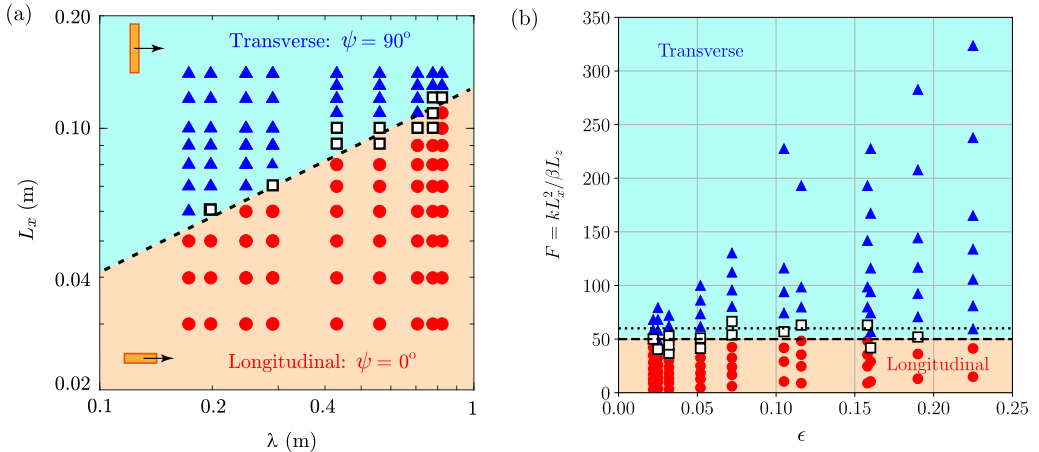 (a)
0.20
0.10
0.04
0.02
L_x (m)
Transverse: ψ = 90°
Longitudinal: ψ = 0°
0.1
0.2
0.4
1
λ (m)
(b)
350
300
250
200
150
100
50
0
F = kL_x^2/βL_z
Transverse
Longitudinal
0.00
0.05
0.10
0.15
0.20
0.25
ϵ